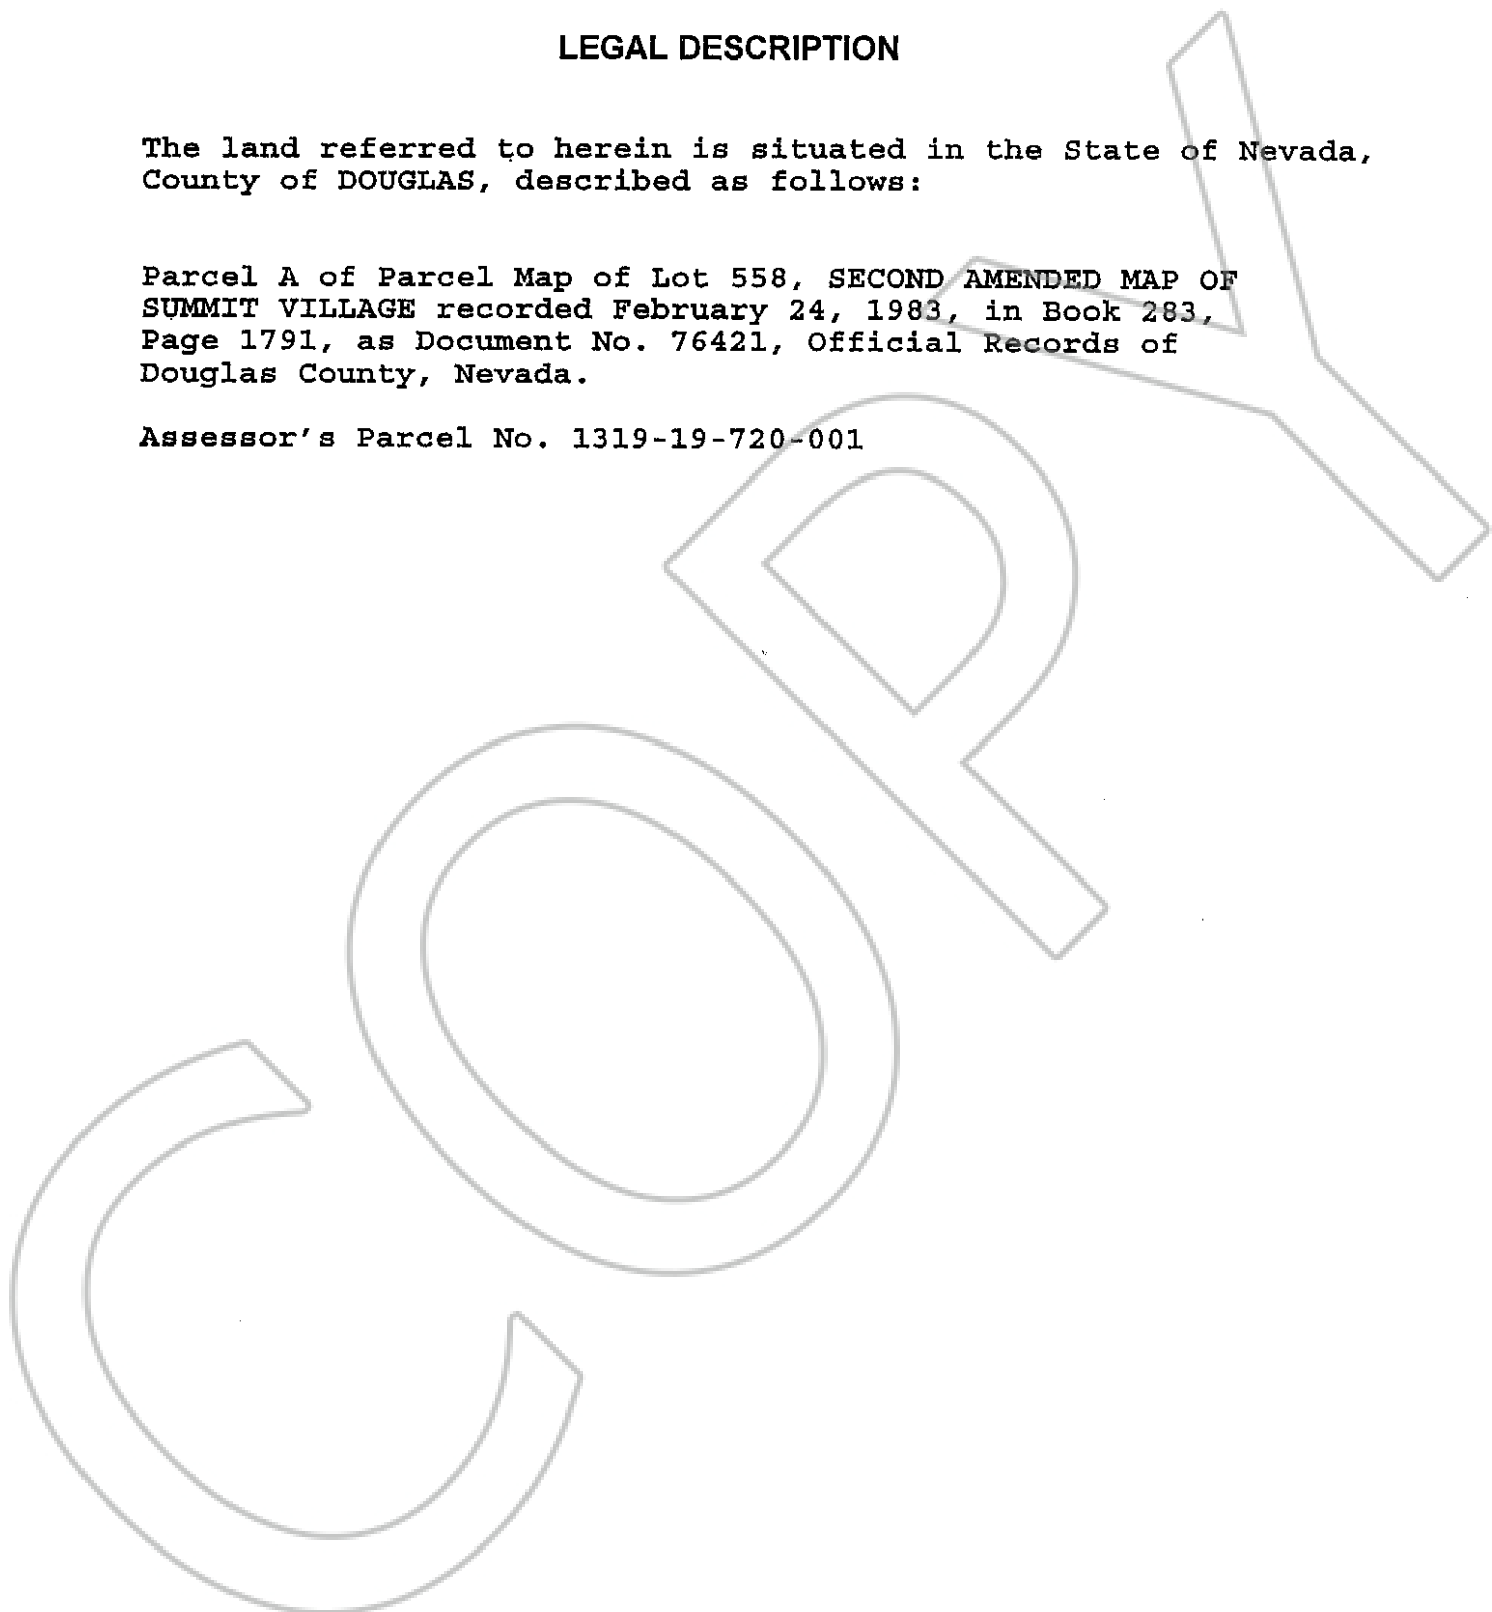 LEGAL DESCRIPTION
The land referred to herein is situated in the State of Nevada,
County of DOUGLAS, described as follows:
Parcel A of Parcel Map of Lot 558, SECOND AMENDED MAP OF
SUMMIT VILLAGE recorded February 24, 1983, in Book 283,
Page 1791, as Document No. 76421, Official Records of
Douglas County, Nevada.
Assessor's Parcel No. 1319-19-720-001
COPY